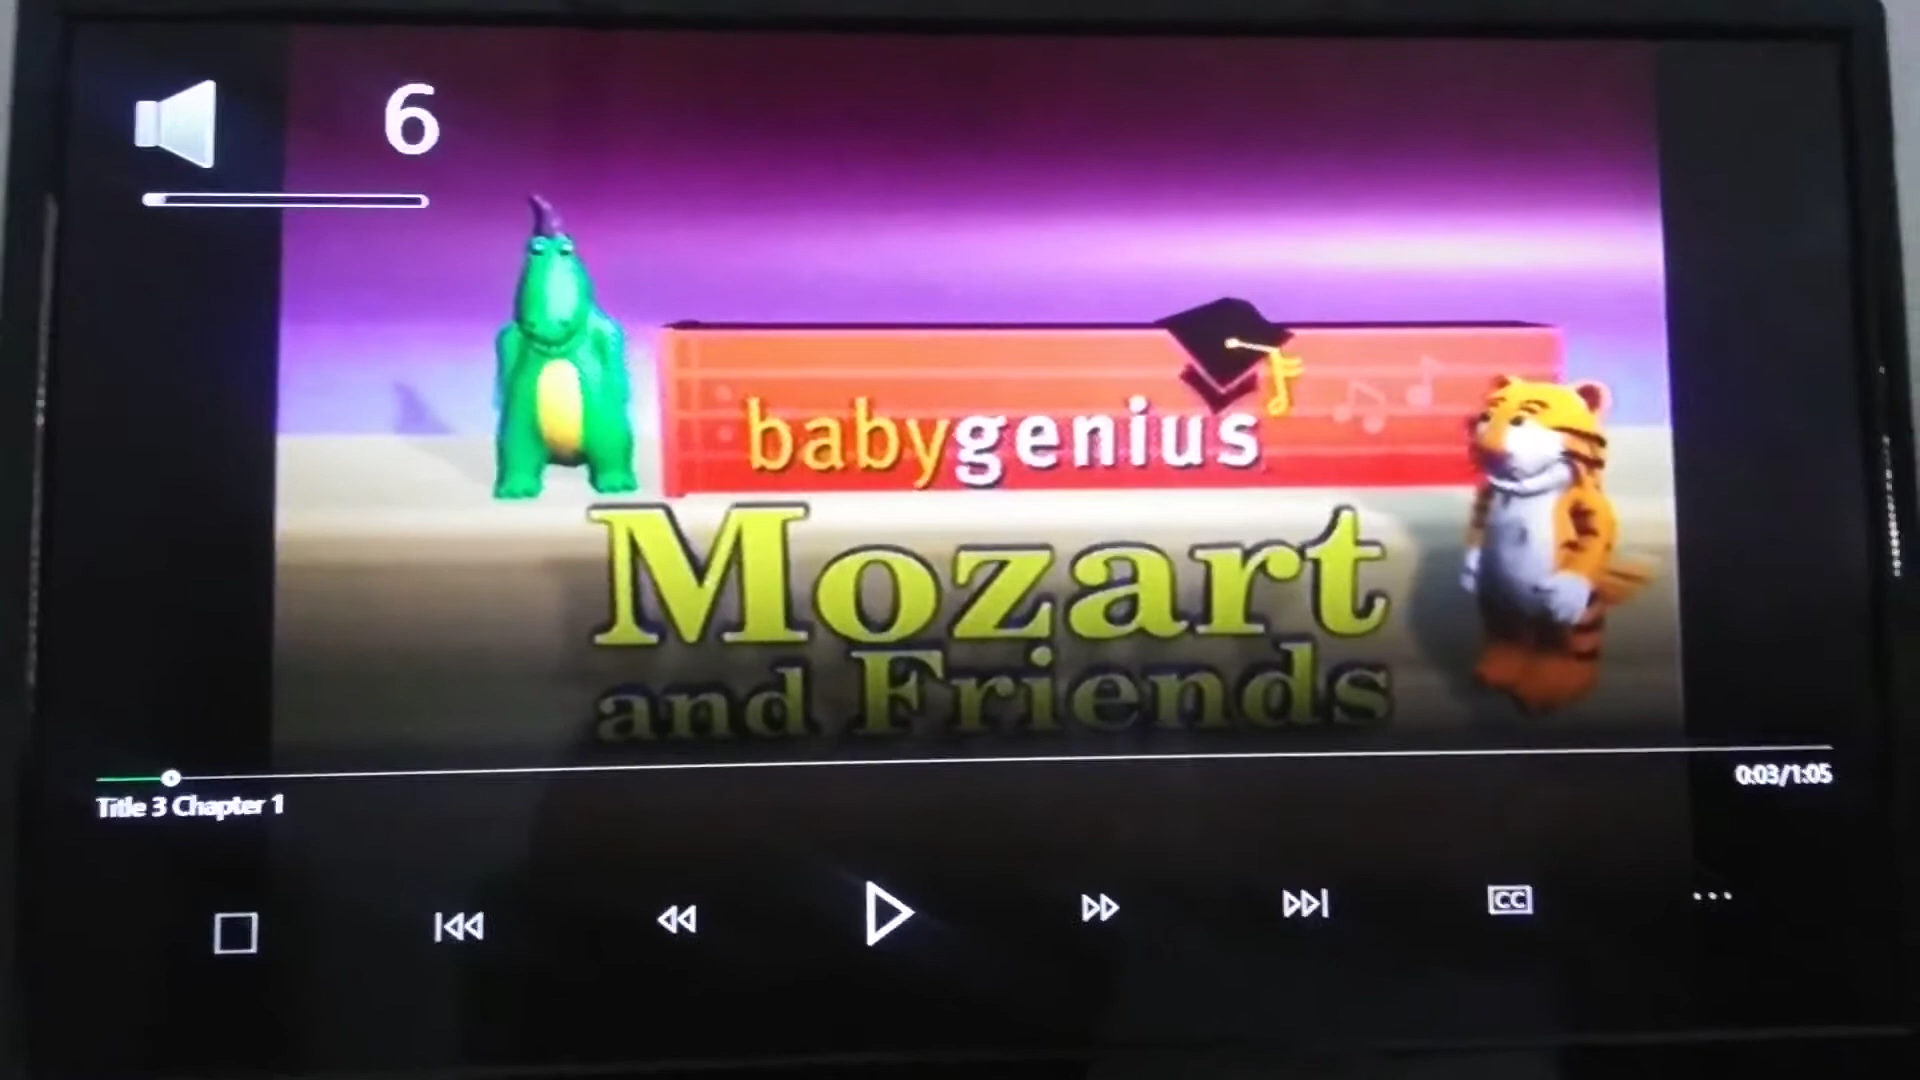 6
babygenius
Mozart
and Friends
0:03/1:05
Title 3 Chapter 1
CC